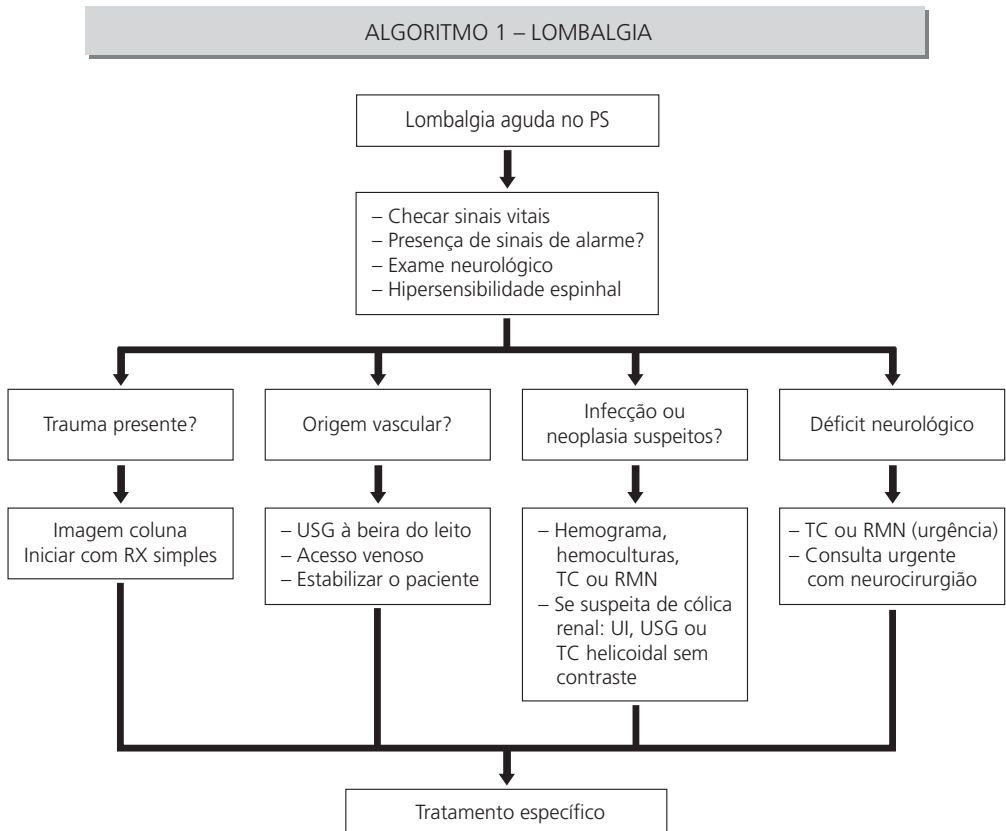 ALGORITMO 1 – LOMBALGIA
Lombalgia aguda no PS
– Checar sinais vitais
– Presença de sinais de alarme?
– Exame neurológico
– Hipersensibilidade espinhal
Trauma presente?
Origem vascular?
Infecção ou
neoplasia suspeitos?
Déficit neurológico
Imagem coluna
Iniciar com RX simples
– USG à beira do leito
– Acesso venoso
– Estabilizar o paciente
– Hemograma,
hemoculturas,
TC ou RMN
– Se suspeita de cólica
renal: UI, USG ou
TC helicoidal sem
contraste
– TC ou RMN (urgência)
– Consulta urgente
com neurocirurgião
Tratamento específico